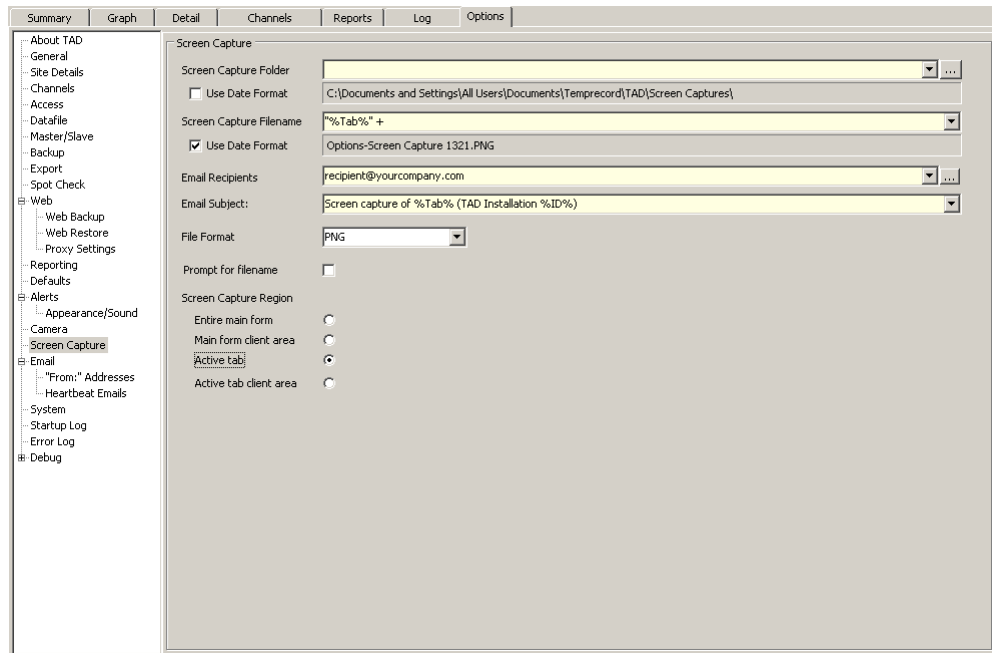 Summary Graph Detail Channels Reports Log Options
About TAD
General
Site Details
Channels
Access
Datafile
Master/Slave
Backup
Export
Spot Check
Web
Web Backup
Web Restore
Proxy Settings
Reporting
Defaults
Alerts
Appearance/Sound
Camera
Screen Capture
Email
"From:" Addresses
Heartbeat Emails
System
Startup Log
Error Log
Debug
Screen Capture
Screen Capture Folder ...
Use Date Format C:\Documents and Settings\All Users\Documents\Temprecord\TAD\Screen Captures\
Screen Capture Filename "%Tab%" +
Use Date Format Options-Screen Capture 1321.PNG
Email Recipients recipient@yourcompany.com ...
Email Subject: Screen capture of %Tab% (TAD Installation %ID%)
File Format PNG
Prompt for filename
Screen Capture Region
Entire main form
Main form client area
Active tab
Active tab client area